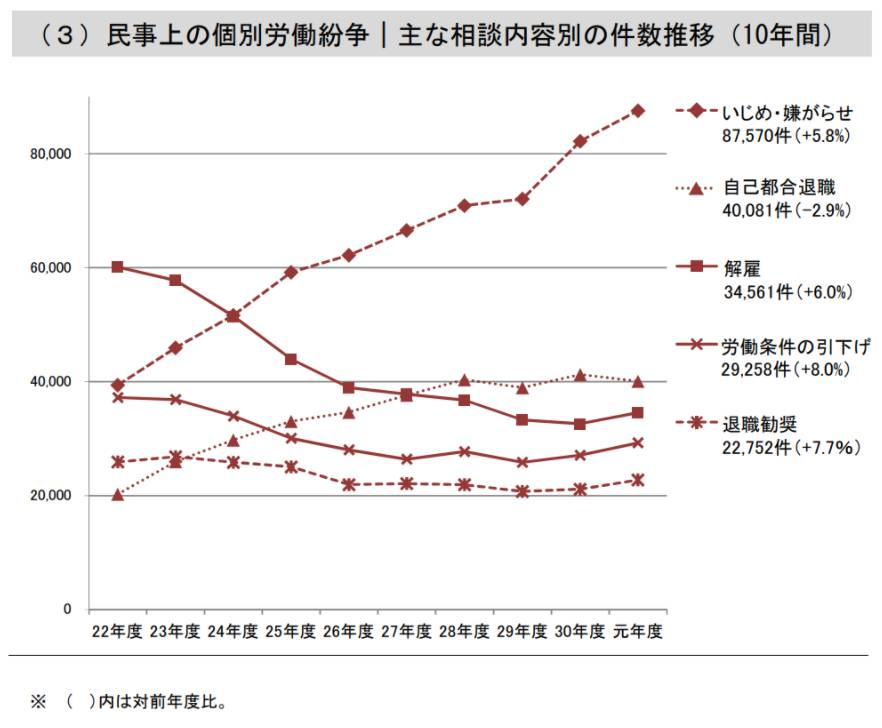 （３）民事上の個別労働紛争｜主な相談内容別の件数推移（10年間）
80,000
60,000
40,000
20,000
0
22年度 23年度 24年度 25年度 26年度 27年度 28年度 29年度 30年度 元年度
いじめ・嫌がらせ
87,570件（+5.8%）
自己都合退職
40,081件（−2.9%）
解雇
34,561件（+6.0%）
労働条件の引下げ
29,258件（+8.0%）
退職勧奨
22,752件（+7.7％）
※　（　）内は対前年度比。